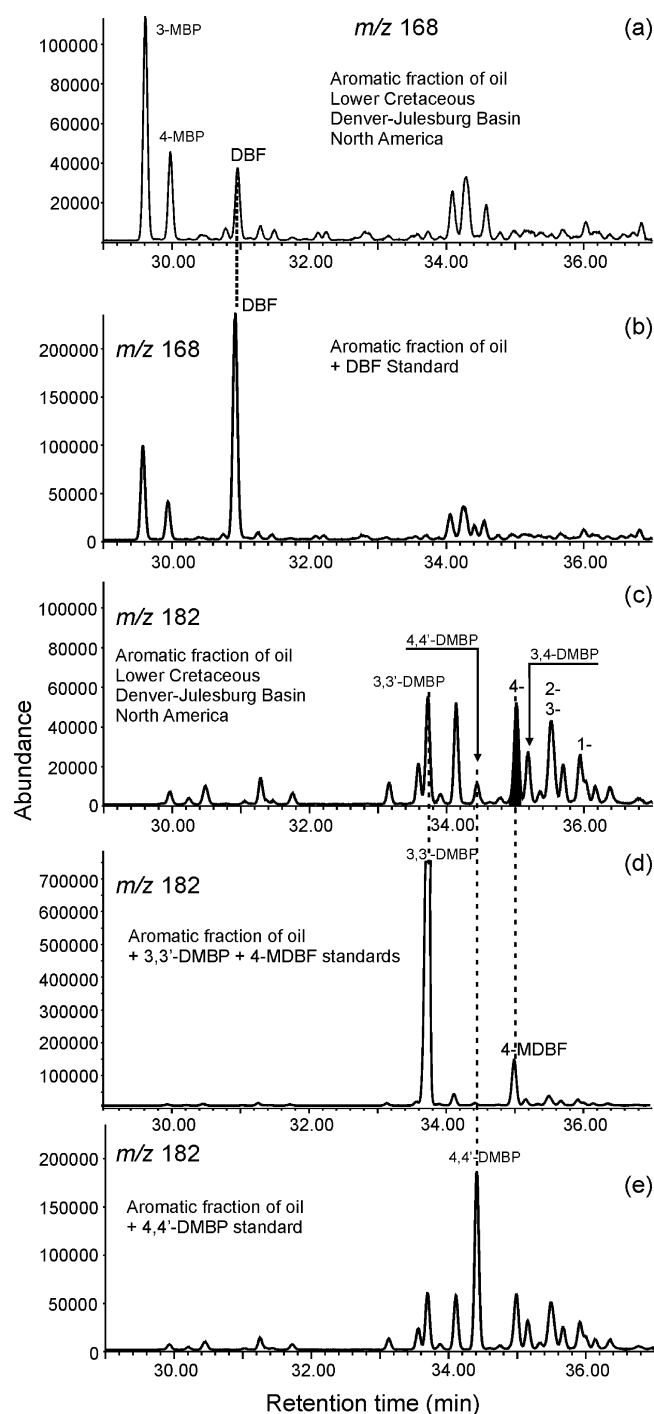 3-MBP
m/z 168
(a)
100000
80000
60000
40000
20000
4-MBP
DBF
Aromatic fraction of oil
Lower Cretaceous
Denver-Julesburg Basin
North America
30.00 32.00 34.00 36.00
DBF
(b)
m/z 168
Aromatic fraction of oil
+ DBF Standard
200000
150000
100000
50000
0
30.00 32.00 34.00 36.00
(c)
m/z 182
Aromatic fraction of oil
Lower Cretaceous
Denver-Julesburg Basin
North America
100000
80000
60000
40000
20000
0
4,4'-DMBP
3,3'-DMBP
3,4-DMBP
4-
2-
3-
1-
30.00 32.00 34.00 36.00
Abundance
3,3'-DMBP
(d)
m/z 182
Aromatic fraction of oil
+ 3,3'-DMBP + 4-MDBF standards
700000
600000
500000
400000
300000
200000
100000
0
4-MDBF
30.00 32.00 34.00 36.00
m/z 182
4,4'-DMBP
(e)
Aromatic fraction of oil
+ 4,4'-DMBP standard
200000
150000
100000
50000
0
30.00 32.00 34.00 36.00
Retention time (min)